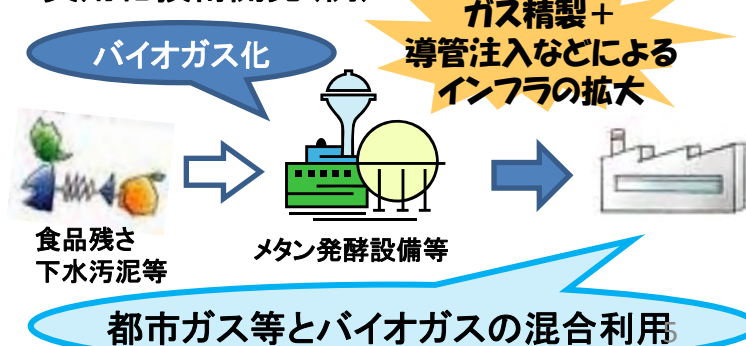 バイオガス化
ガス精製＋
導管注入などによる
インフラの拡大
食品残さ
下水汚泥等
メタン発酵設備等
都市ガス等とバイオガスの混合利用
5